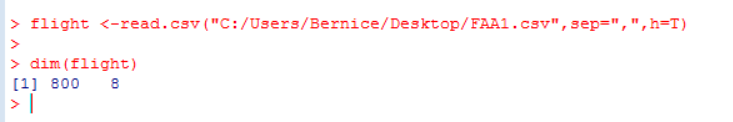 > flight <-read.csv("C:/Users/Bernice/Desktop/FAA1.csv",sep=",",h=T)
>
> dim(flight)
[1] 800   8
>